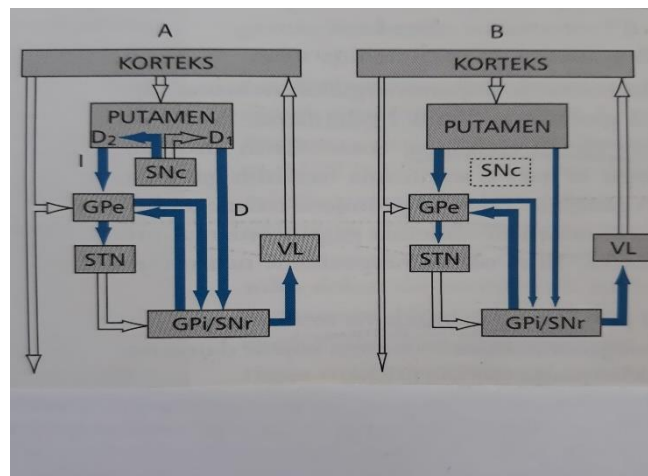 A
KORTEKS
PUTAMEN
D₂
D₁
SNc
I
GPe
D
STN
VL
GPi/SNr
B
KORTEKS
PUTAMEN
SNc
GPe
STN
VL
GPi/SNr